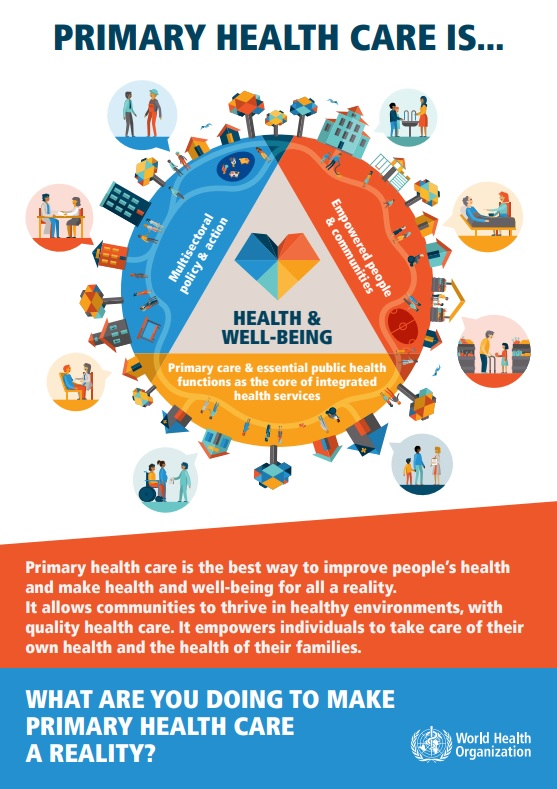 PRIMARY HEALTH CARE IS...
Multisectoral
policy & action
Empowered people
& communities
HEALTH &
WELL-BEING
Primary care & essential public health
functions as the core of integrated
health services
Primary health care is the best way to improve people’s health
and make health and well-being for all a reality.
It allows communities to thrive in healthy environments, with
quality health care. It empowers individuals to take care of their
own health and the health of their families.
WHAT ARE YOU DOING TO MAKE
PRIMARY HEALTH CARE
A REALITY?
World Health
Organization